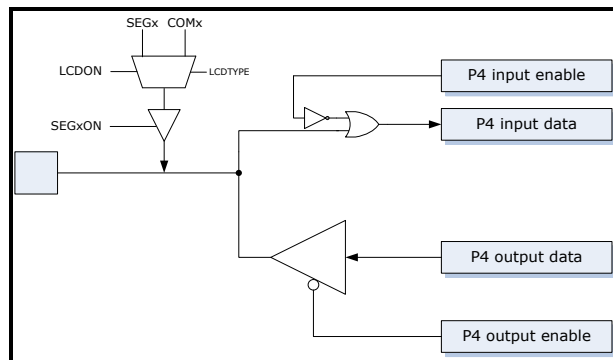 SEGx COMx
LCDON
LCDTYPE
SEGxON
P4 input enable
P4 input data
P4 output data
P4 output enable